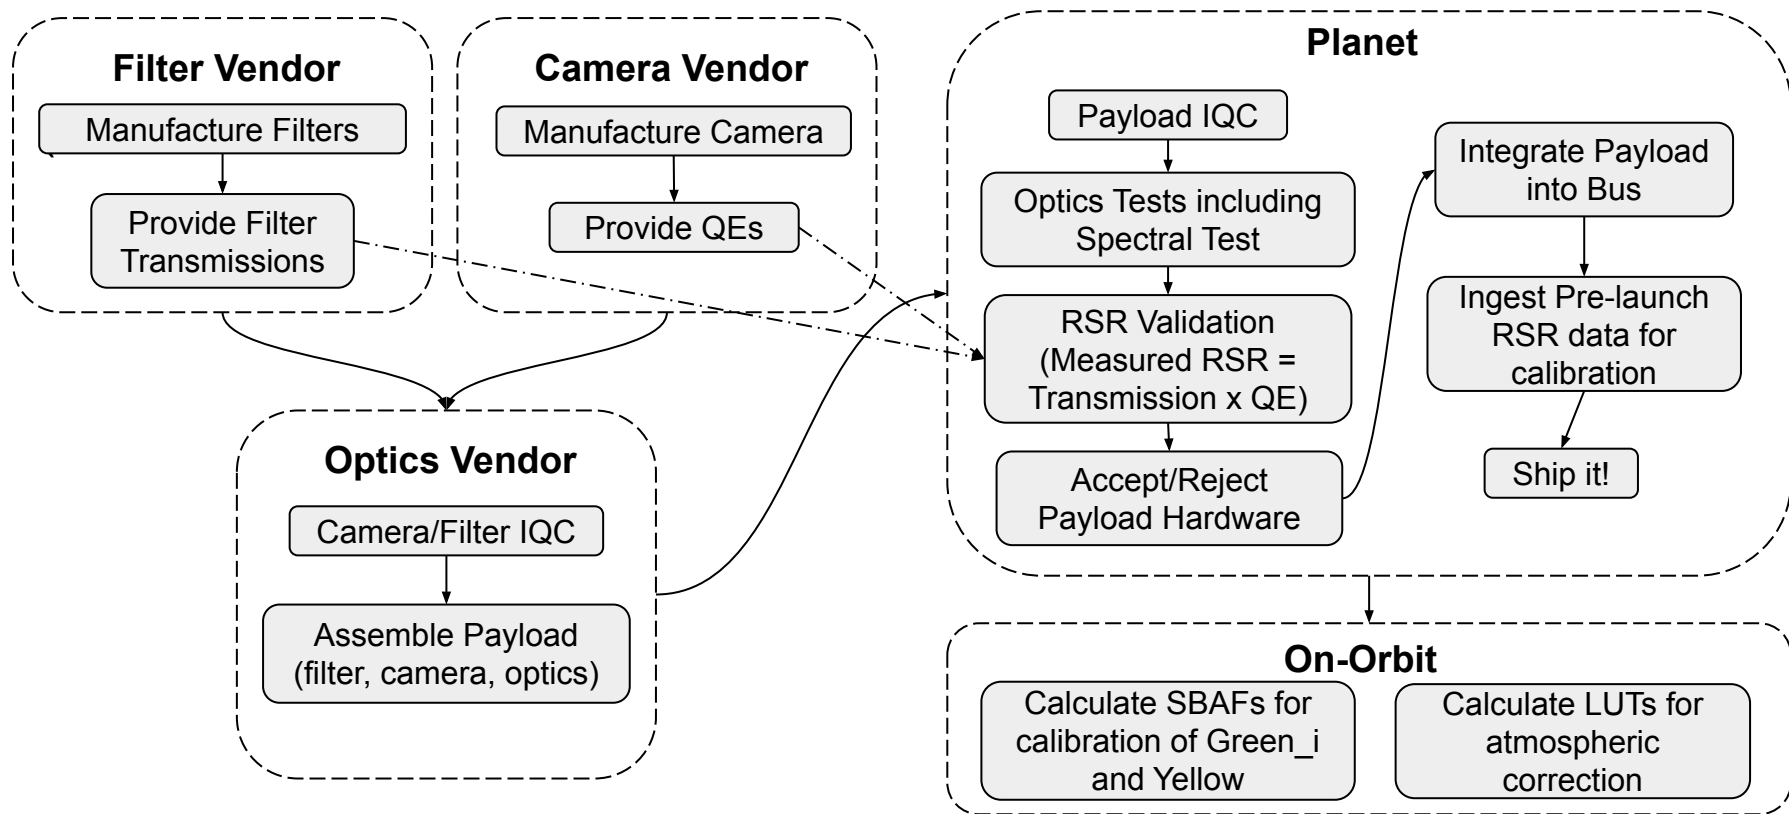 Filter Vendor
Manufacture Filters
Provide Filter
Transmissions
Camera Vendor
Manufacture Camera
Provide QEs
Optics Vendor
Camera/Filter IQC
Assemble Payload
(filter, camera, optics)
Planet
Payload IQC
Optics Tests including
Spectral Test
RSR Validation
(Measured RSR =
Transmission x QE)
Accept/Reject
Payload Hardware
Integrate Payload
into Bus
Ingest Pre-launch
RSR data for
calibration
Ship it!
On-Orbit
Calculate SBAFs for
calibration of Green_i
and Yellow
Calculate LUTs for
atmospheric
correction